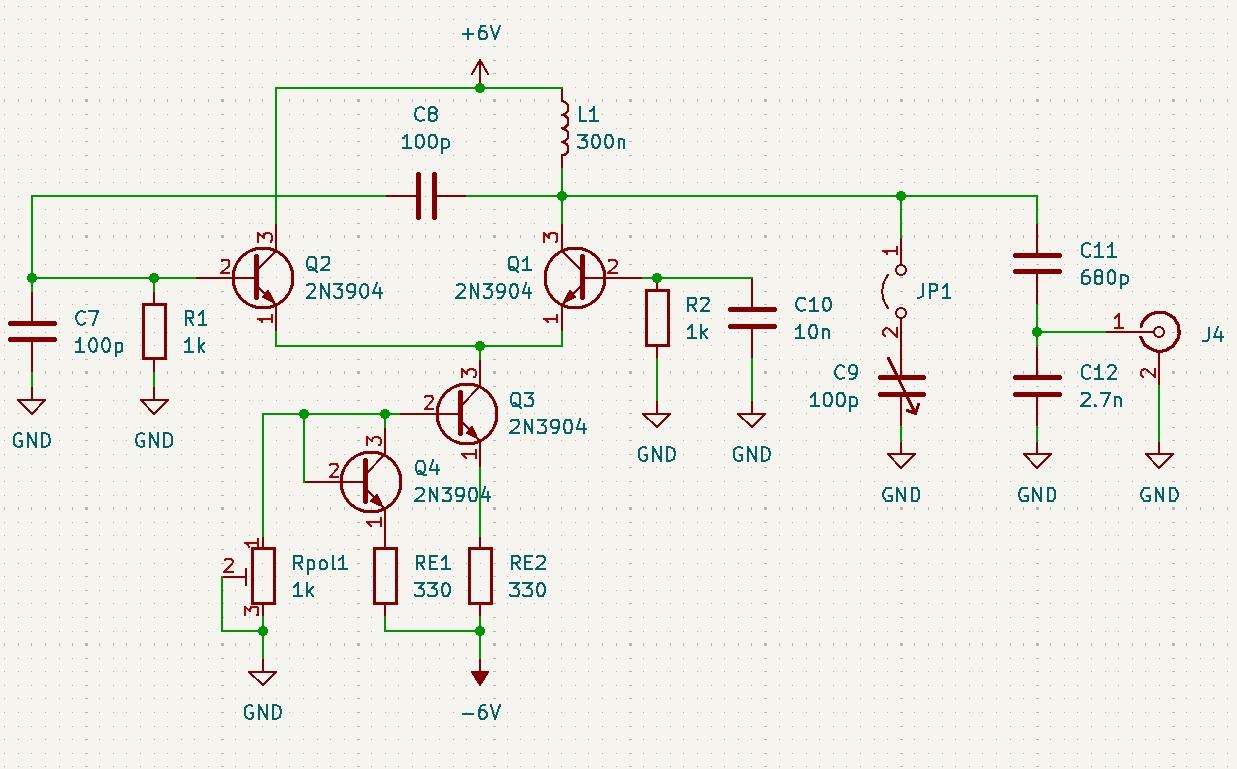 +6V
C8
100p
L1
300n
3
3
2
Q2
2N3904
1
Q1
2N3904
2
1
C7
100p
R1
1k
R2
1k
C10
10n
1
JP1
2
C9
100p
C11
680p
1
J4
2
C12
2.7n
GND
GND
3
2
Q3
2N3904
1
3
2
Q4
2N3904
1
GND
GND
GND
GND
GND
1
2
3
Rpol1
1k
RE1
330
RE2
330
GND
-6V